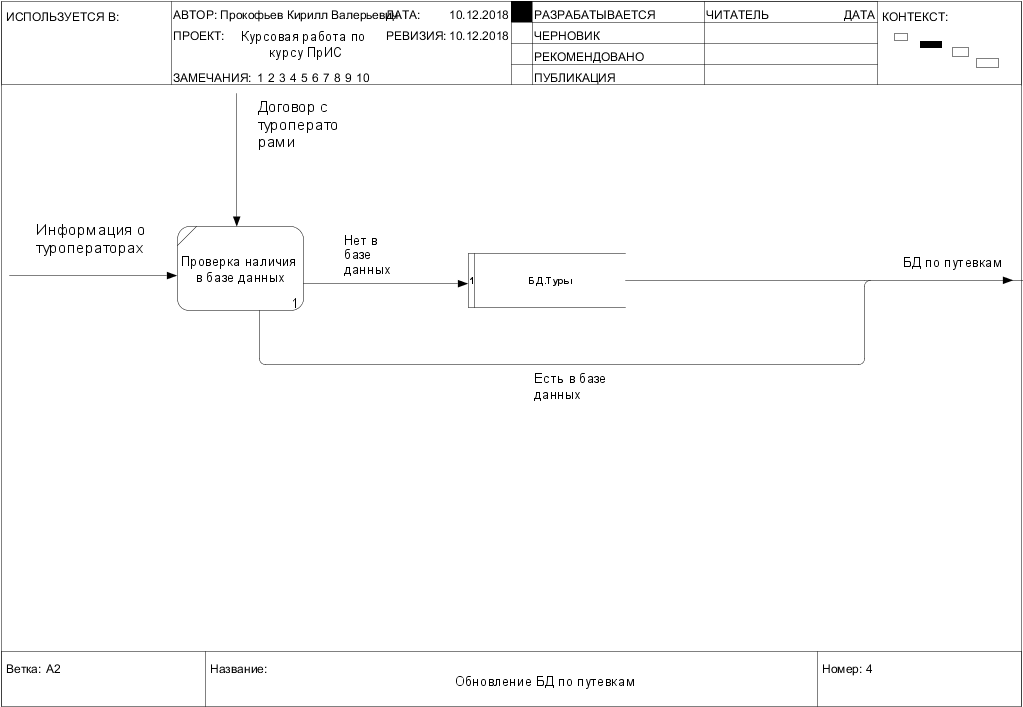 ИСПОЛЬЗУЕТСЯ В:
АВТОР: Прокофьев Кирилл Валерьевич
ДАТА: 10.12.2018
ПРОЕКТ: Курсовая работа по
курсу ПрИС
РЕВИЗИЯ: 10.12.2018
ЗАМЕЧАНИЯ: 1 2 3 4 5 6 7 8 9 10
РАЗРАБАТЫВАЕТСЯ
ЧЕРНОВИК
РЕКОМЕНДОВАНО
ПУБЛИКАЦИЯ
ЧИТАТЕЛЬ ДАТА
КОНТЕКСТ:
Договор с
туроперато
рами
Информация о
туроператорах
Проверка наличия
в базе данных
1
Нет в
базе
данных
1 БД.Туры
БД по путевкам
Есть в базе
данных
Ветка: A2
Название:
Обновление БД по путевкам
Номер: 4